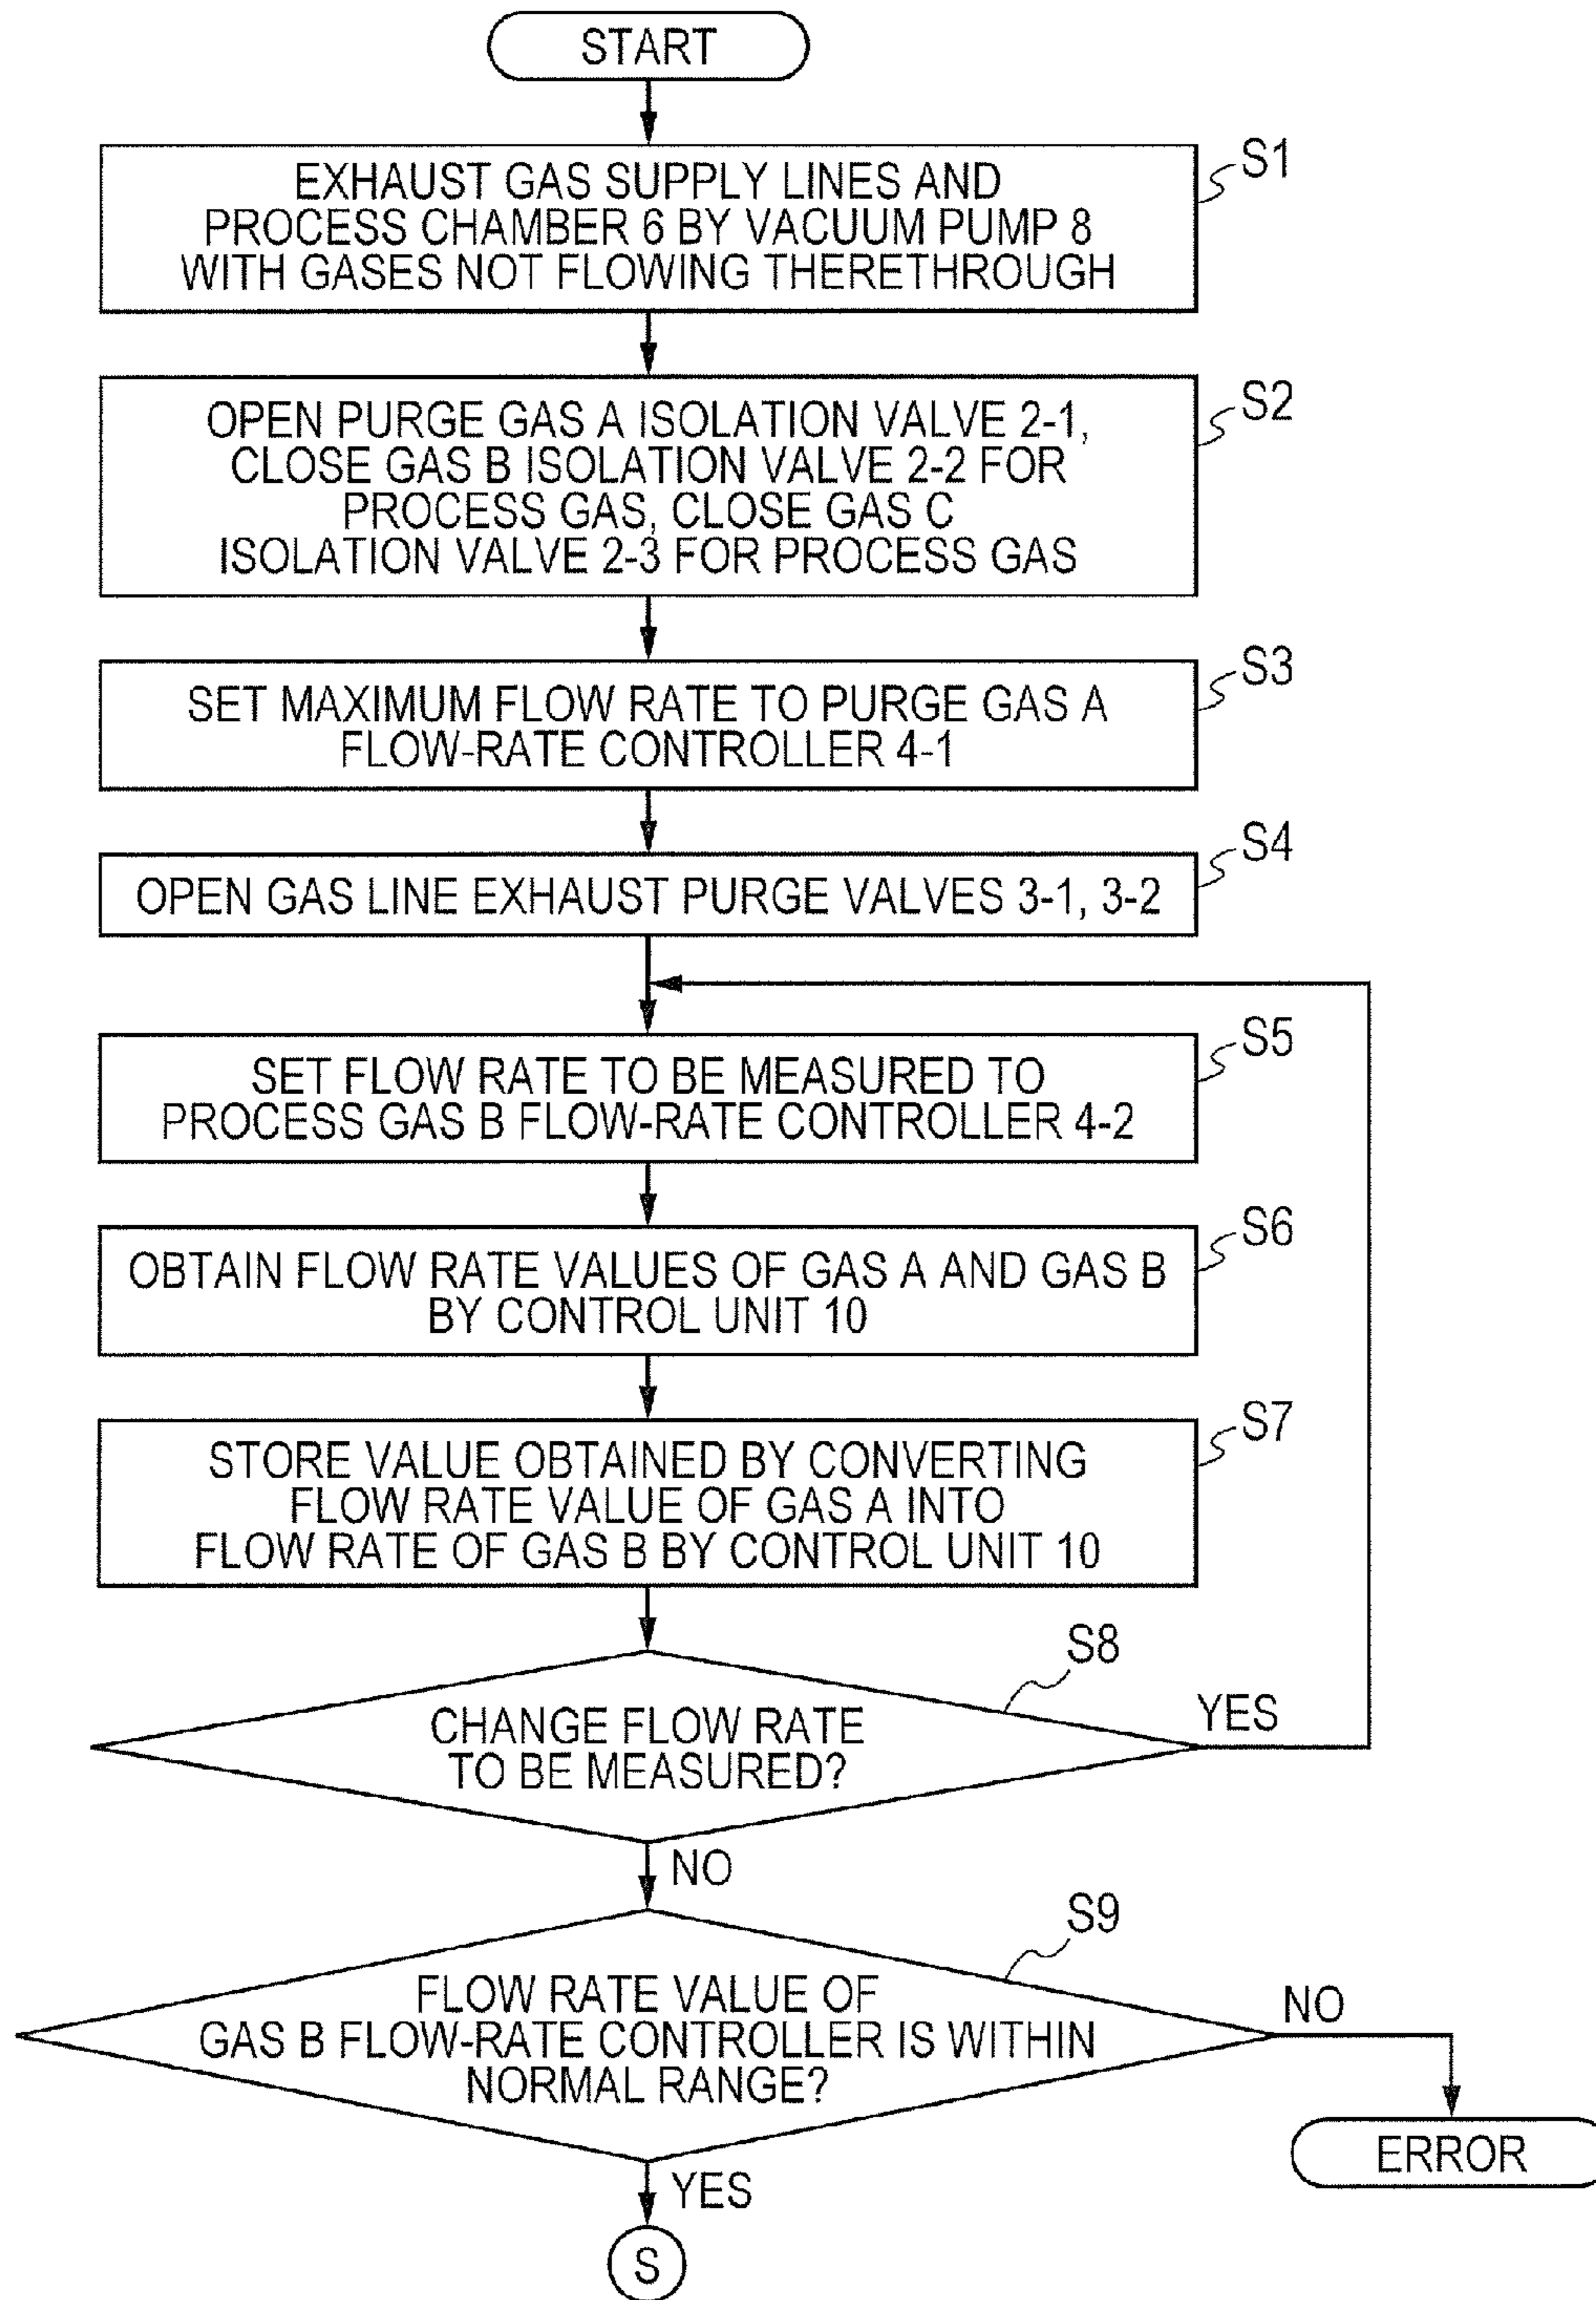 START
S1
EXHAUST GAS SUPPLY LINES AND
PROCESS CHAMBER 6 BY VACUUM PUMP 8
WITH GASES NOT FLOWING THERETHROUGH
S2
OPEN PURGE GAS A ISOLATION VALVE 2-1,
CLOSE GAS B ISOLATION VALVE 2-2 FOR
PROCESS GAS, CLOSE GAS C
ISOLATION VALVE 2-3 FOR PROCESS GAS
S3
SET MAXIMUM FLOW RATE TO PURGE GAS A
FLOW-RATE CONTROLLER 4-1
S4
OPEN GAS LINE EXHAUST PURGE VALVES 3-1, 3-2
S5
SET FLOW RATE TO BE MEASURED TO
PROCESS GAS B FLOW-RATE CONTROLLER 4-2
S6
OBTAIN FLOW RATE VALUES OF GAS A AND GAS B
BY CONTROL UNIT 10
S7
STORE VALUE OBTAINED BY CONVERTING
FLOW RATE VALUE OF GAS A INTO
FLOW RATE OF GAS B BY CONTROL UNIT 10
S8
CHANGE FLOW RATE
TO BE MEASURED?
YES
NO
S9
FLOW RATE VALUE OF
GAS B FLOW-RATE CONTROLLER IS WITHIN
NORMAL RANGE?
NO
ERROR
YES
S